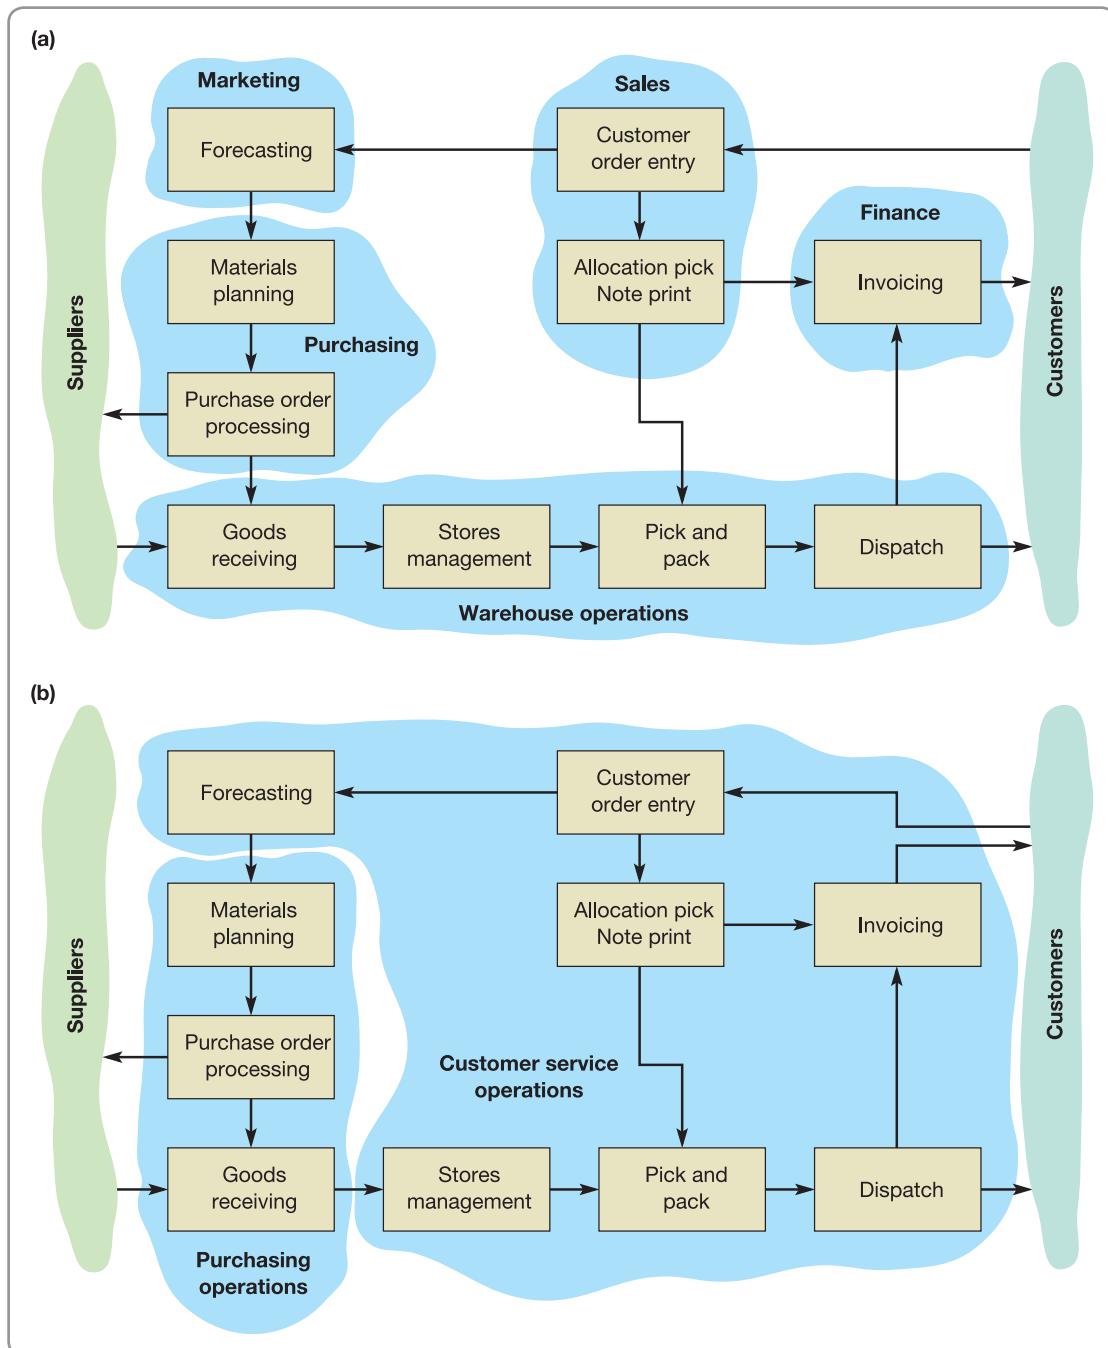 (a)
Marketing
Sales
Forecasting
Customer
order entry
Finance
Materials
planning
Allocation pick
Note print
Invoicing
Suppliers
Purchasing
Customers
Purchase order
processing
Goods
receiving
Stores
management
Pick and
pack
Dispatch
Warehouse operations
(b)
Forecasting
Customer
order entry
Materials
planning
Allocation pick
Note print
Invoicing
Suppliers
Customers
Purchase order
processing
Customer service
operations
Goods
receiving
Stores
management
Pick and
pack
Dispatch
Purchasing
operations